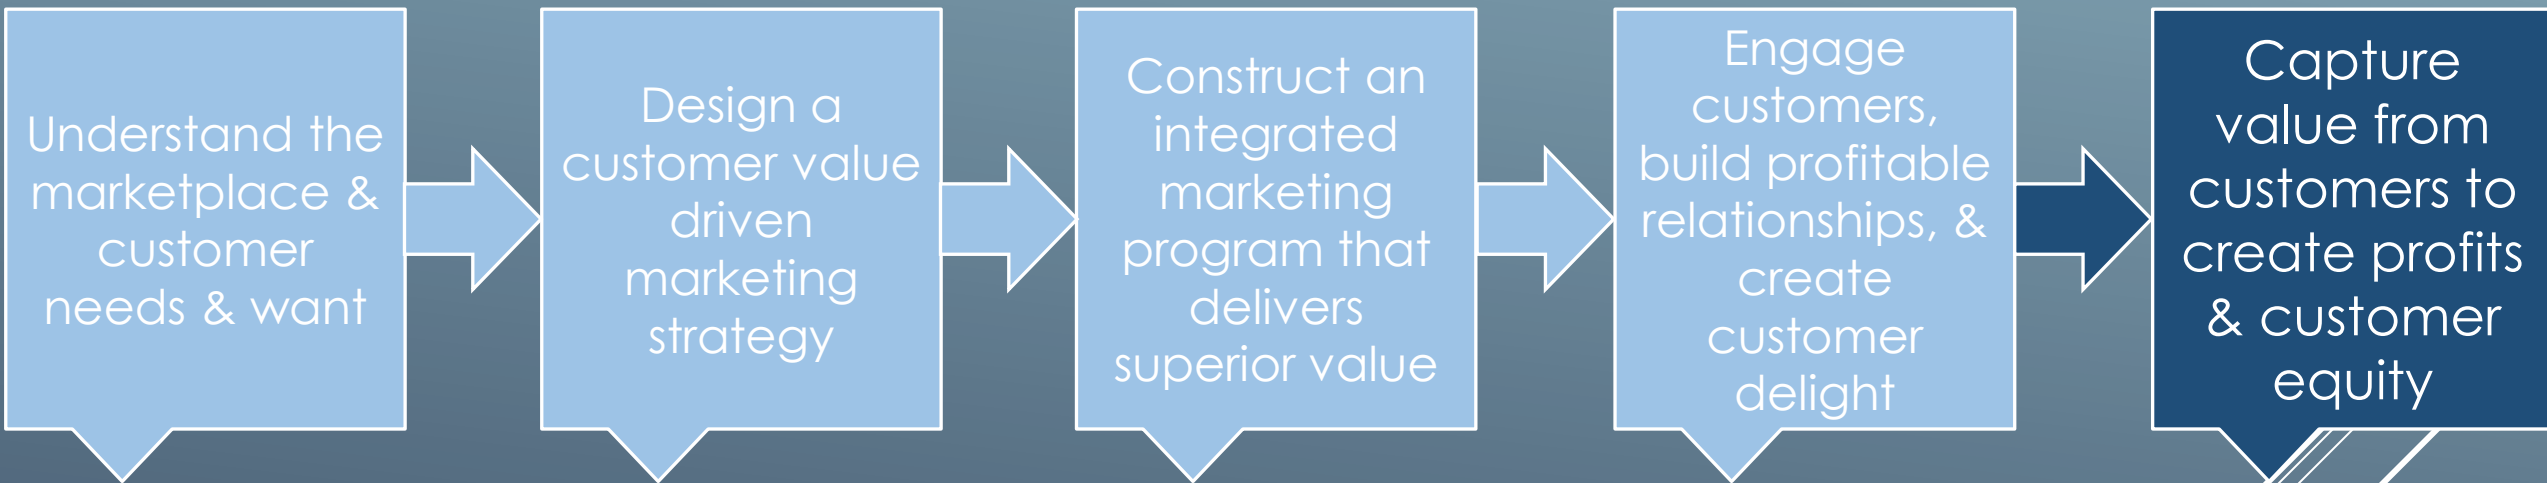 Understand the
marketplace &
customer
needs & want
Design a
customer value
driven
marketing
strategy
Construct an
integrated
marketing
program that
delivers
superior value
Engage
customers,
build profitable
relationships, &
create
customer
delight
Capture
value from
customers to
create profits
& customer
equity